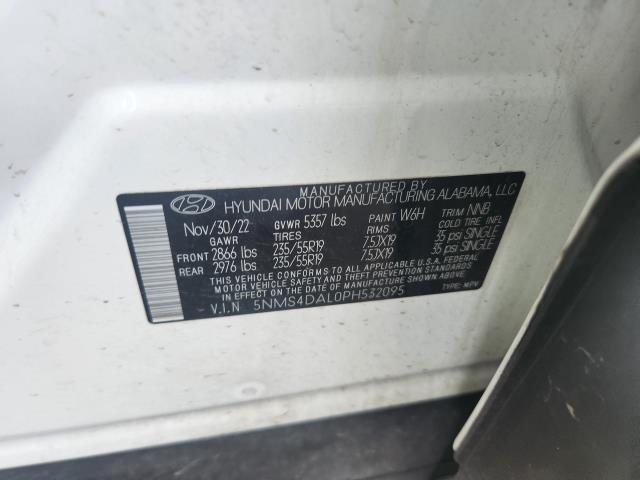 MANUFACTURED BY
HYUNDAI MOTOR MANUFACTURING ALABAMA, LLC
Nov/30/22 GVWR 5357 lbs PAINT W6H TRIM NNB
GAWR TIRES RIMS COLD TIRE INFL
FRONT 2866 lbs 235/55R19 7.5JX19 35 psi SINGLE
REAR 2976 lbs 235/55R19 7.5JX19 35 psi SINGLE
THIS VEHICLE CONFORMS TO ALL APPLICABLE U.S.A. FEDERAL
MOTOR VEHICLE SAFETY, BUMPER, AND THEFT PREVENTION STANDARDS
IN EFFECT ON THE DATE OF MANUFACTURE SHOWN ABOVE.
V.I.N 5NMS4DAL0PH532095 TYPE: MPV